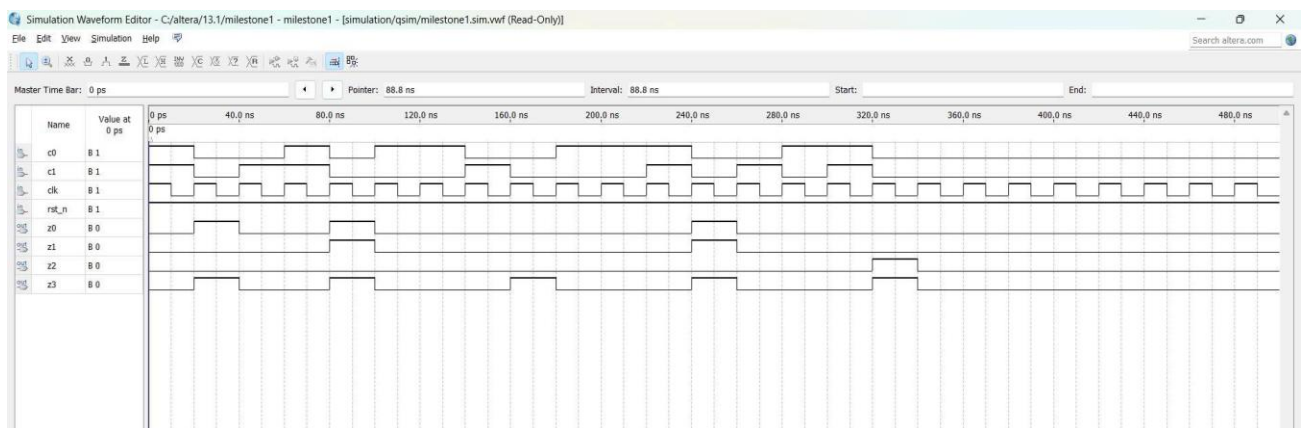 Simulation Waveform Editor - C:/altera/13.1/milestone1 - milestone1 - [simulation/qsim/milestone1.sim.vwf (Read-Only)]
File Edit View Simulation Help
Search altera.com
Master Time Bar: 0 ps
Pointer: 88.8 ns
Interval: 88.8 ns
Start:
End:
Name Value at 0 ps
0 ps 40.0 ns 80.0 ns 120.0 ns 160.0 ns 200.0 ns 240.0 ns 280.0 ns 320.0 ns 360.0 ns 400.0 ns 440.0 ns 480.0 ns
0 ps
c0 B 1
c1 B 1
clk B 1
rst_n B 1
z0 B 0
z1 B 0
z2 B 0
z3 B 0